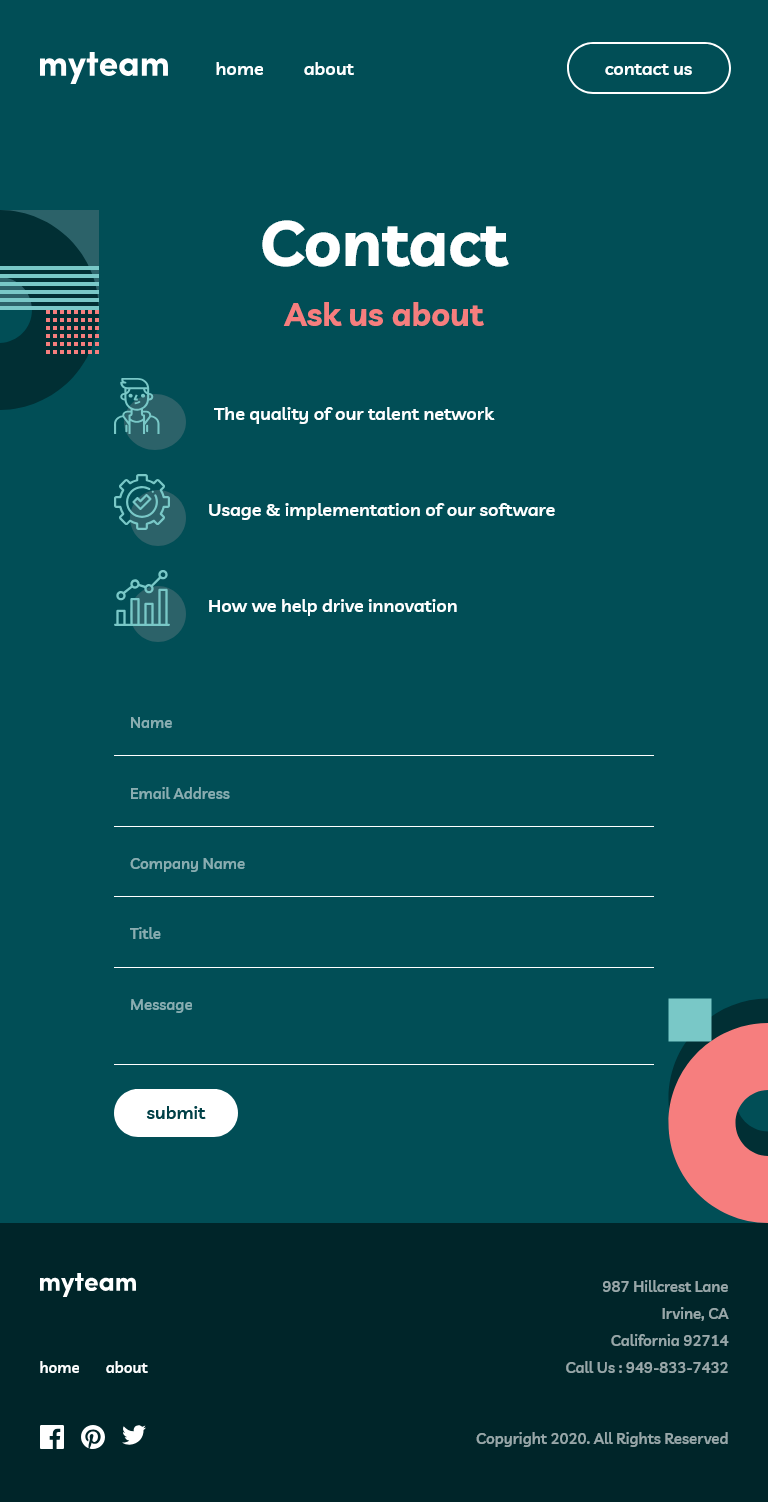 myteam
home
about
contact us
Contact
Ask us about
The quality of our talent network
Usage & implementation of our software
How we help drive innovation
Name
Email Address
Company Name
Title
Message
submit
myteam
home
about
987 Hillcrest Lane
Irvine, CA
California 92714
Call Us : 949-833-7432
Copyright 2020. All Rights Reserved